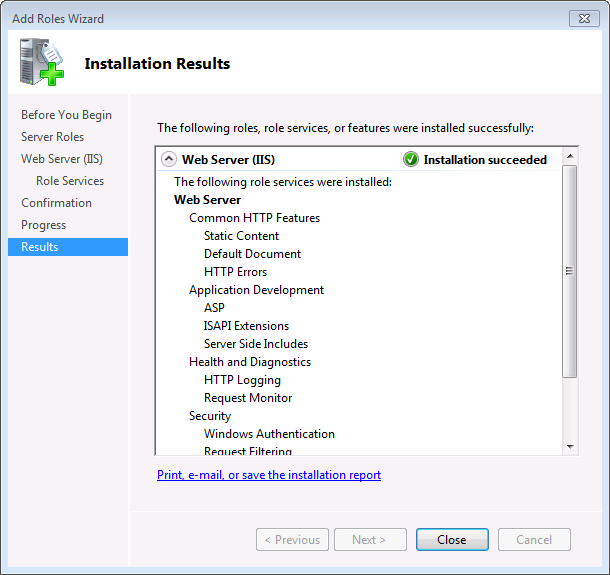 Add Roles Wizard
Installation Results
Before You Begin
Server Roles
Web Server (IIS)
Role Services
Confirmation
Progress
Results
The following roles, role services, or features were installed successfully:
Web Server (IIS) Installation succeeded
The following role services were installed:
Web Server
Common HTTP Features
Static Content
Default Document
HTTP Errors
Application Development
ASP
ISAPI Extensions
Server Side Includes
Health and Diagnostics
HTTP Logging
Request Monitor
Security
Windows Authentication
Request Filtering
Print, e-mail, or save the installation report
< Previous Next > Close Cancel